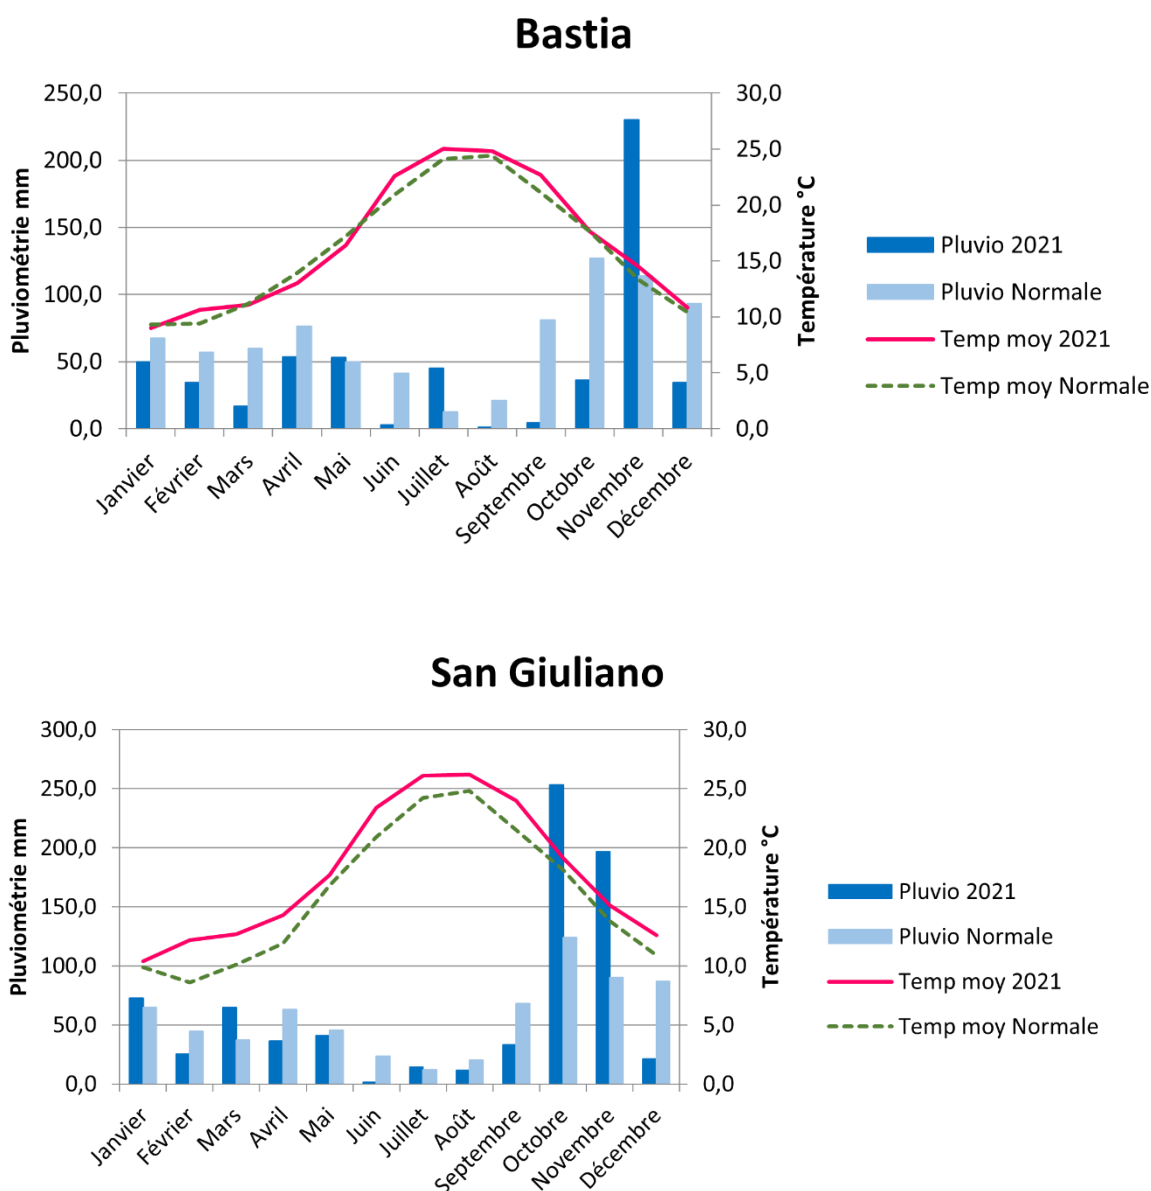 Bastia
250,0
200,0
150,0
100,0
50,0
0,0
Pluviométrie mm
30,0
25,0
20,0
15,0
10,0
5,0
0,0
Température °C
Janvier
Février
Mars
Avril
Mai
Juin
Juillet
Août
Septembre
Octobre
Novembre
Décembre
Pluvio 2021
Pluvio Normale
Temp moy 2021
Temp moy Normale
San Giuliano
300,0
250,0
200,0
150,0
100,0
50,0
0,0
Pluviométrie mm
30,0
25,0
20,0
15,0
10,0
5,0
0,0
Température °C
Janvier
Février
Mars
Avril
Mai
Juin
Juillet
Août
Septembre
Octobre
Novembre
Décembre
Pluvio 2021
Pluvio Normale
Temp moy 2021
Temp moy Normale